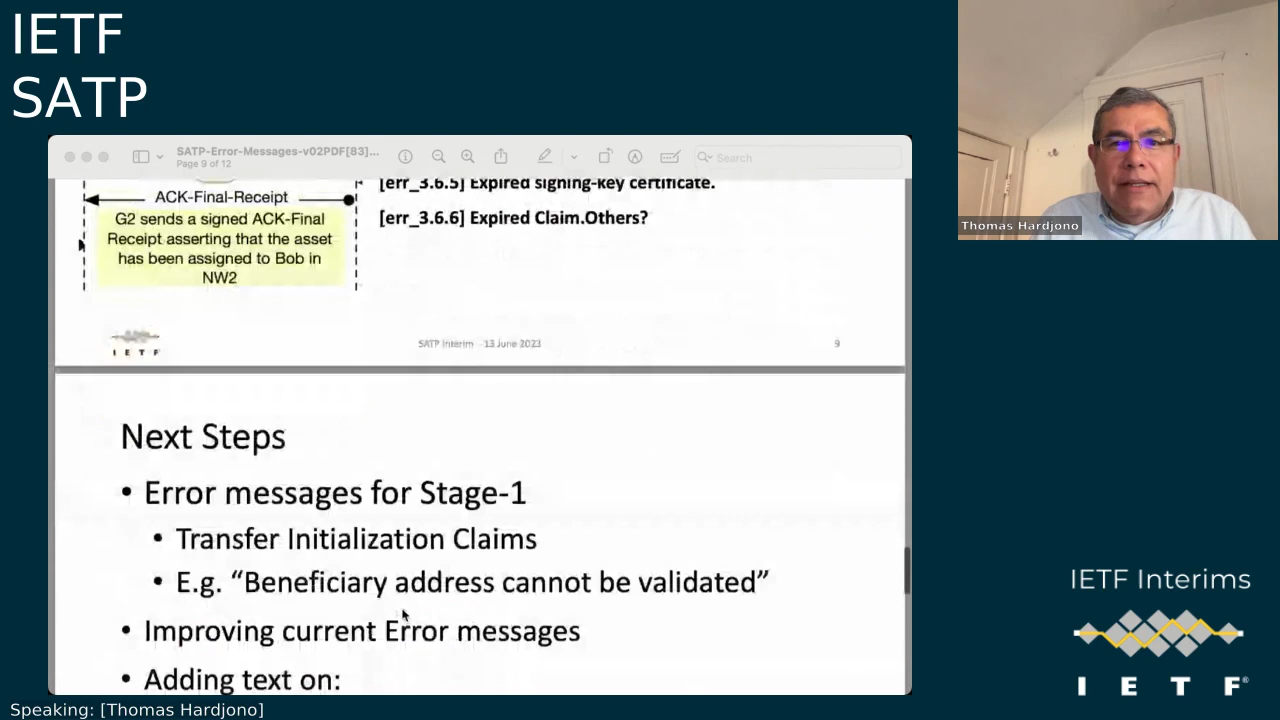 IETF
SATP
SATP-Error-Messages-v02PDF[83]...
Page 9 of 12
Search
ACK-Final-Receipt
G2 sends a signed ACK-Final
Receipt asserting that the asset
has been assigned to Bob in
NW2
[err_3.6.5] Expired signing-key certificate.
[err_3.6.6] Expired Claim.Others?
I E T F
SATP Interim - 13 June 2023
9
Next Steps
• Error messages for Stage-1
• Transfer Initialization Claims
• E.g. “Beneficiary address cannot be validated”
• Improving current Error messages
• Adding text on:
Thomas Hardjono
IETF Interims
I E T F®
Speaking: [Thomas Hardjono]